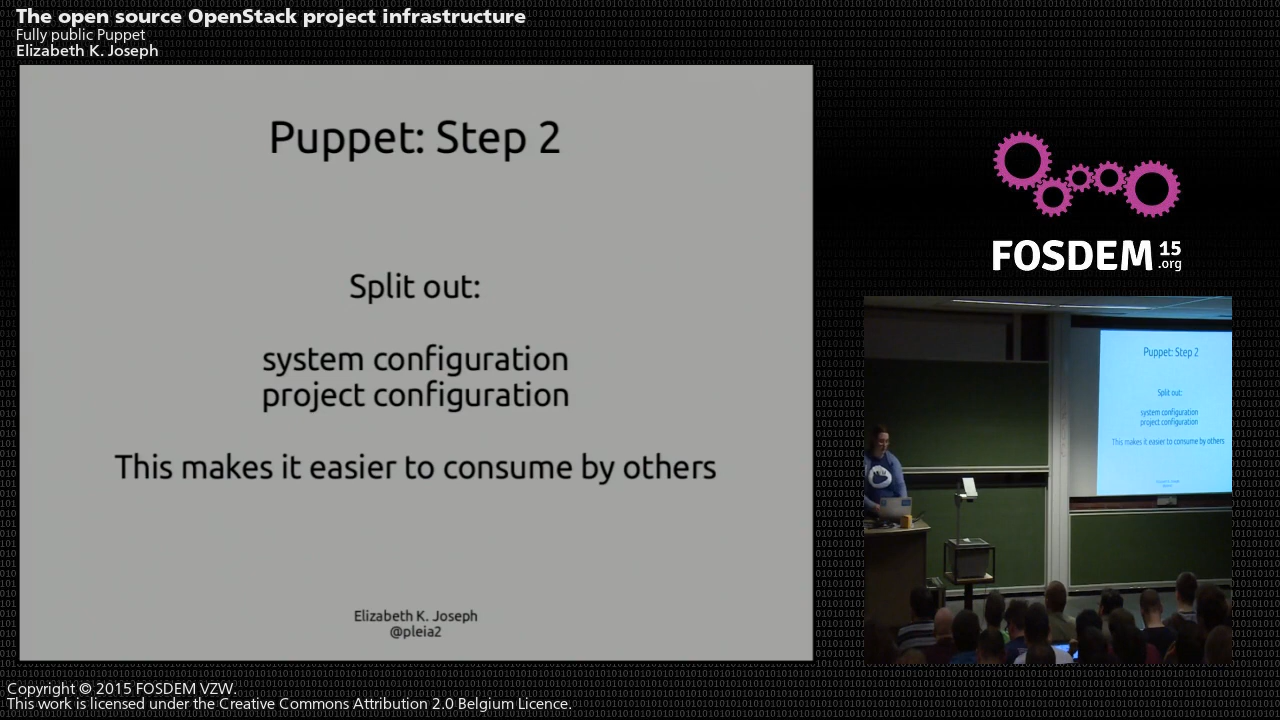 The open source OpenStack project infrastructure
Fully public Puppet
Elizabeth K. Joseph
Puppet: Step 2
Split out:
system configuration
project configuration
This makes it easier to consume by others
Elizabeth K. Joseph
@pleia2
FOSDEM 15
.org
Puppet: Step 2
Split out:
system configuration
project configuration
This makes it easier to consume by others
Copyright © 2015 FOSDEM VZW.
This work is licensed under the Creative Commons Attribution 2.0 Belgium Licence.